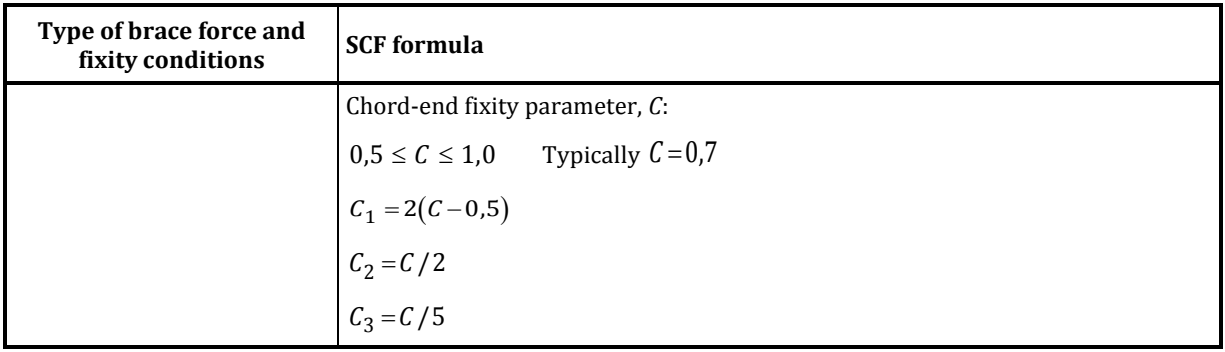 Type of brace force and
fixity conditions
SCF formula
Chord-end fixity parameter, C:
0,5 ≤ C ≤ 1,0 Typically C=0,7
C₁ =2(C−0,5)
C₂ =C/2
C₃ =C/5